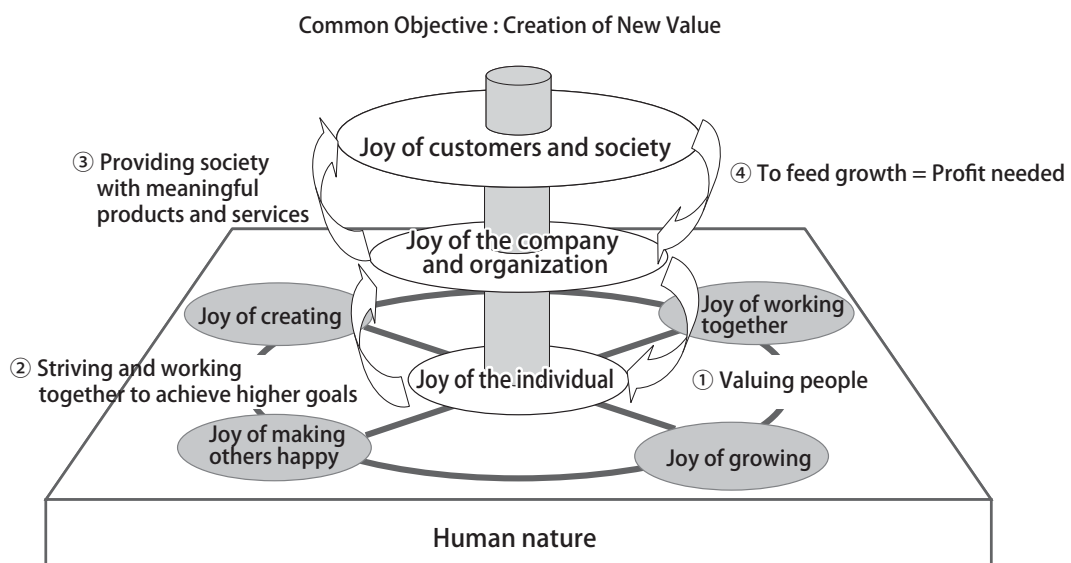 Common Objective : Creation of New Value
Joy of customers and society
③ Providing society
with meaningful
products and services
④ To feed growth = Profit needed
Joy of the company
and organization
Joy of creating
Joy of working
together
② Striving and working
together to achieve higher goals
Joy of the individual
① Valuing people
Joy of making
others happy
Joy of growing
Human nature